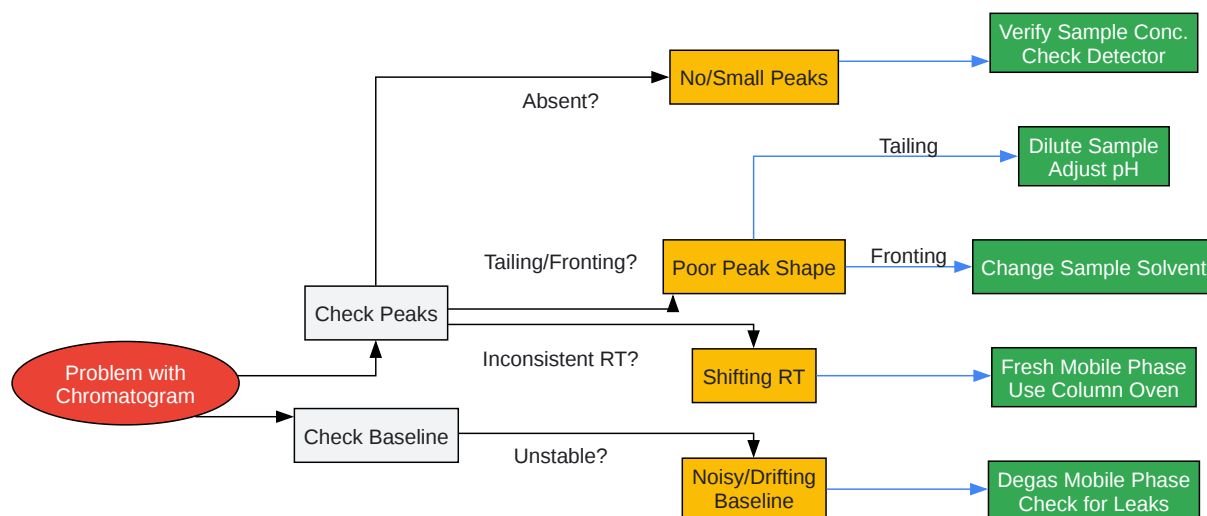 Verify Sample Conc.
Check Detector
No/Small Peaks
Absent?
Tailing
Dilute Sample
Adjust pH
Tailing/Fronting?
Poor Peak Shape
Fronting
Change Sample Solvent
Check Peaks
Inconsistent RT?
Shifting RT
Fresh Mobile Phase
Use Column Oven
Problem with
Chromatogram
Check Baseline
Unstable?
Noisy/Drifting
Baseline
Degas Mobile Phase
Check for Leaks